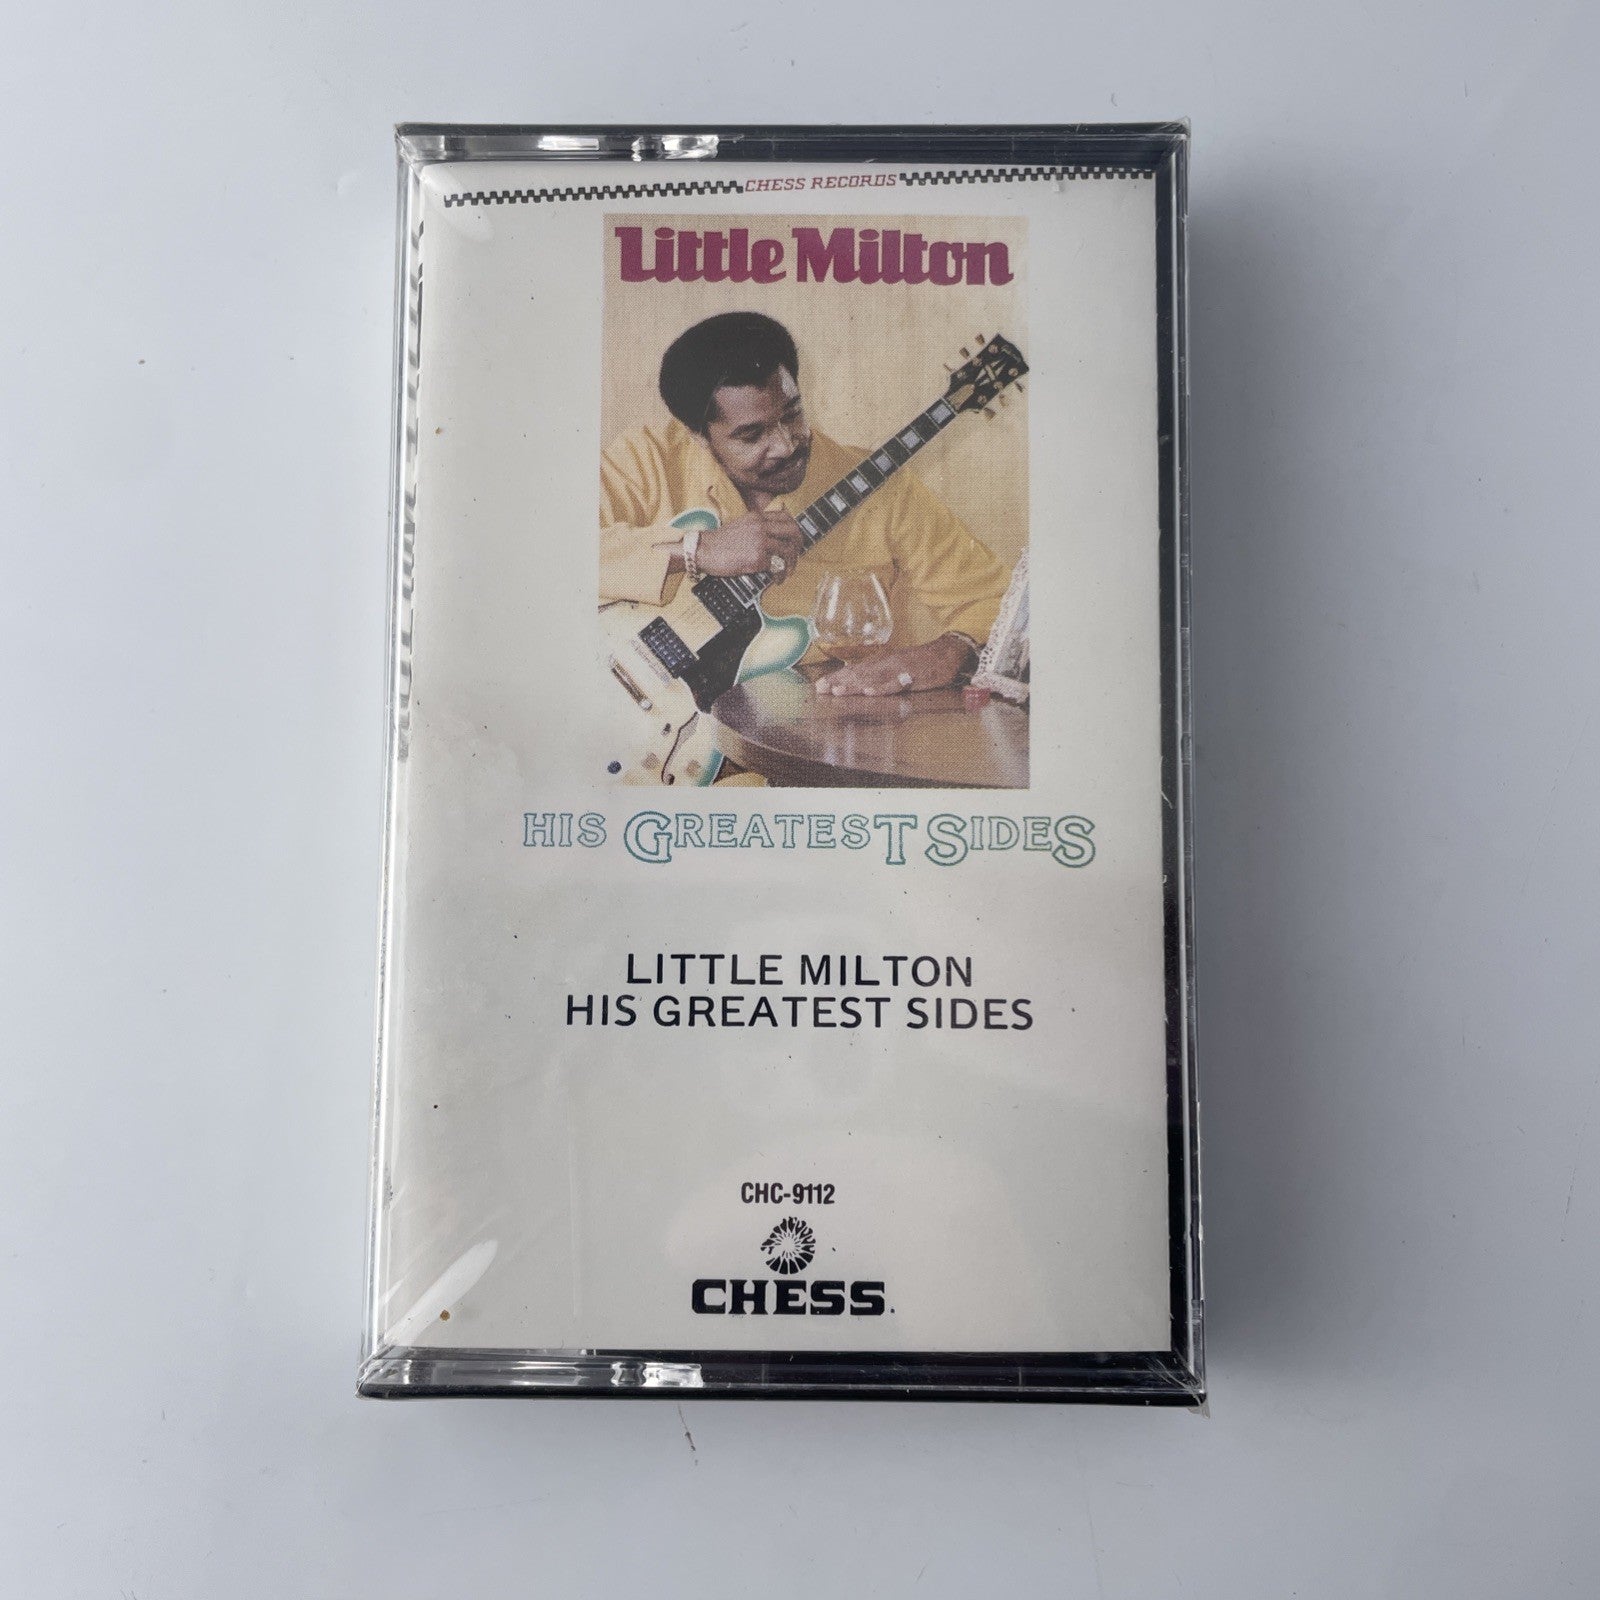 CHESS RECORDS
Little Milton
HIS GREATEST SIDES
LITTLE MILTON
HIS GREATEST SIDES
CHC-9112
CHESS.